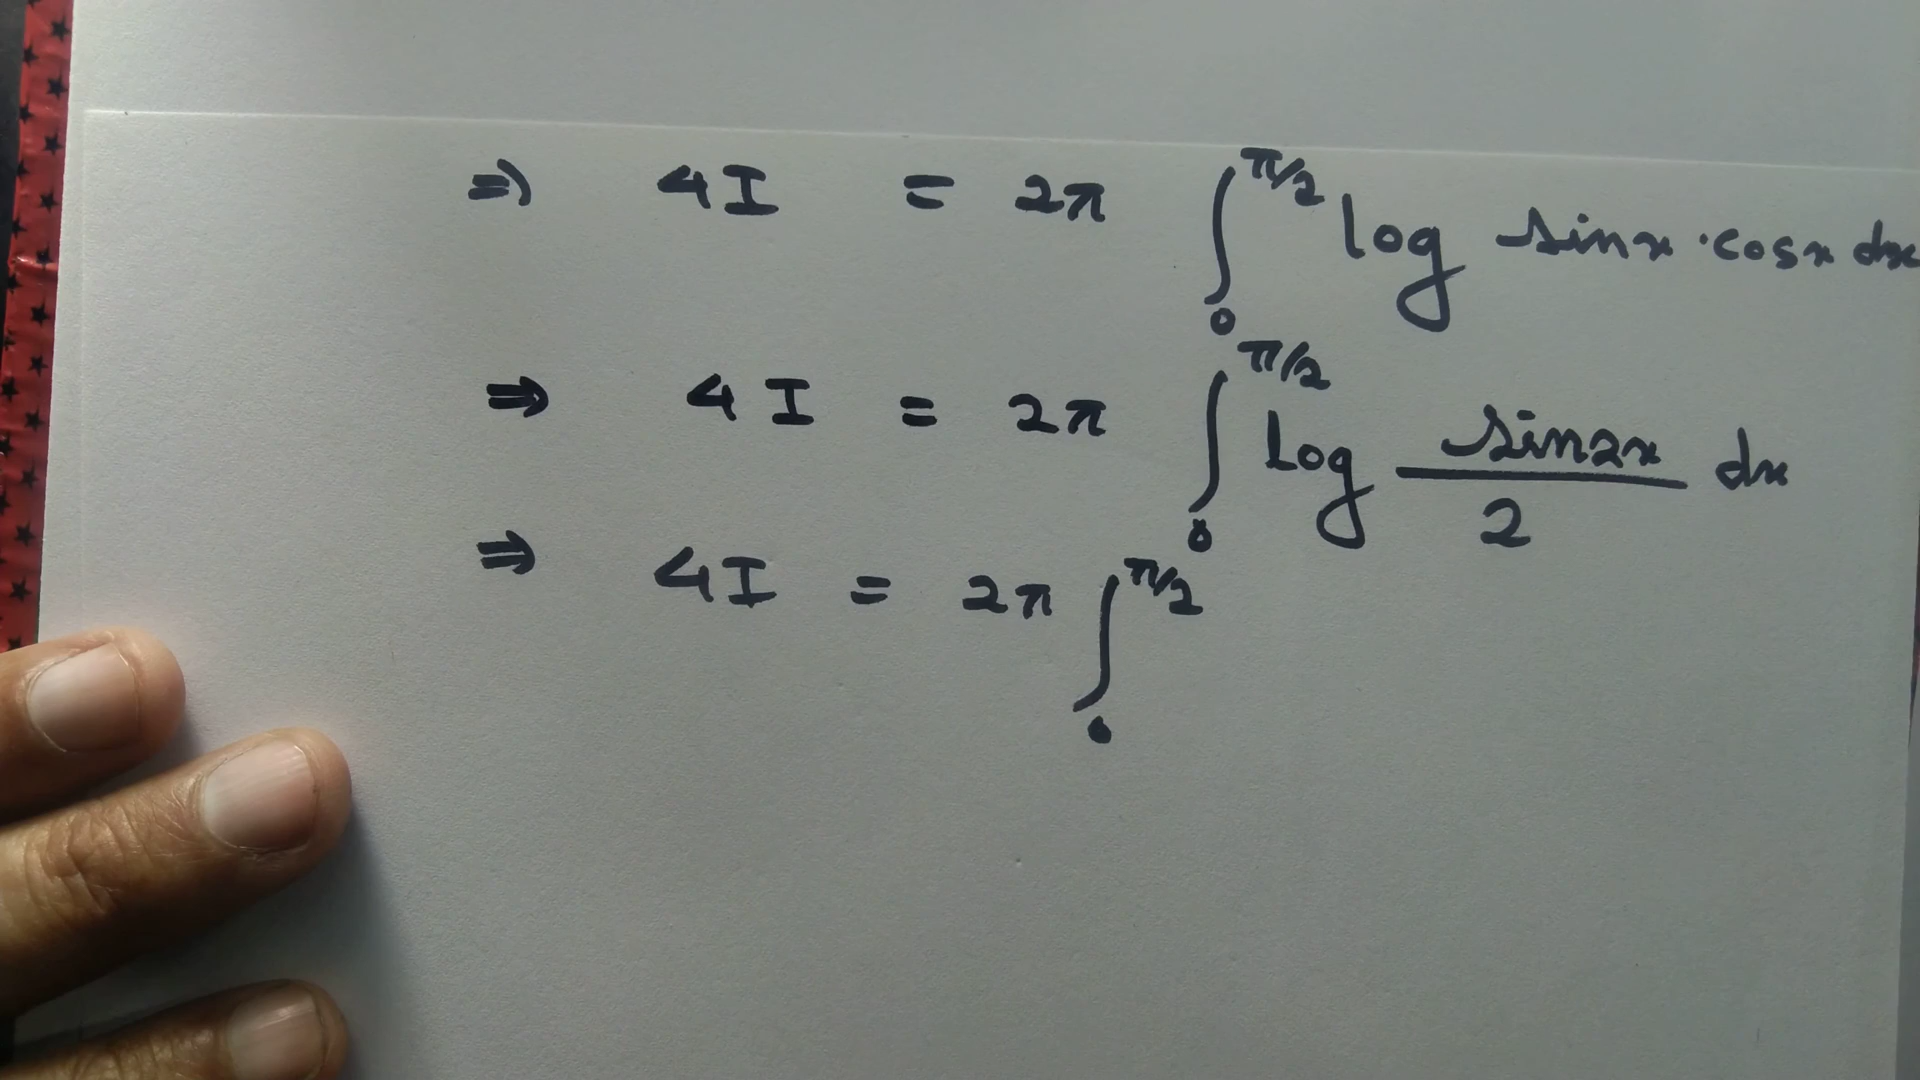 ⇒ 4I = 2π ∫₀^{π/2} log sinx · cosx dx
⇒ 4I = 2π ∫₀^{π/2} log \frac{sin2x}{2} dx
⇒ 4I = 2π ∫₀^{π/2}